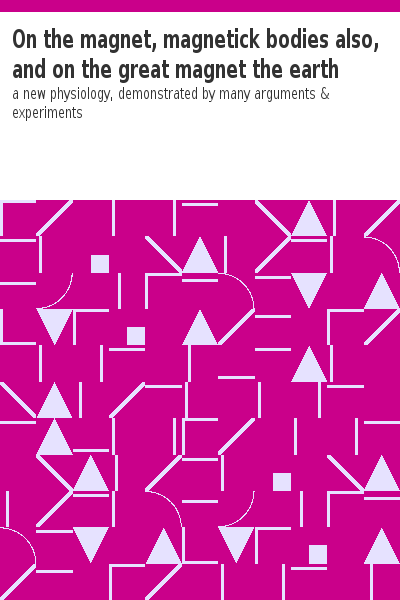 On the magnet, magnetick bodies also,
and on the great magnet the earth
a new physiology, demonstrated by many arguments &
experiments